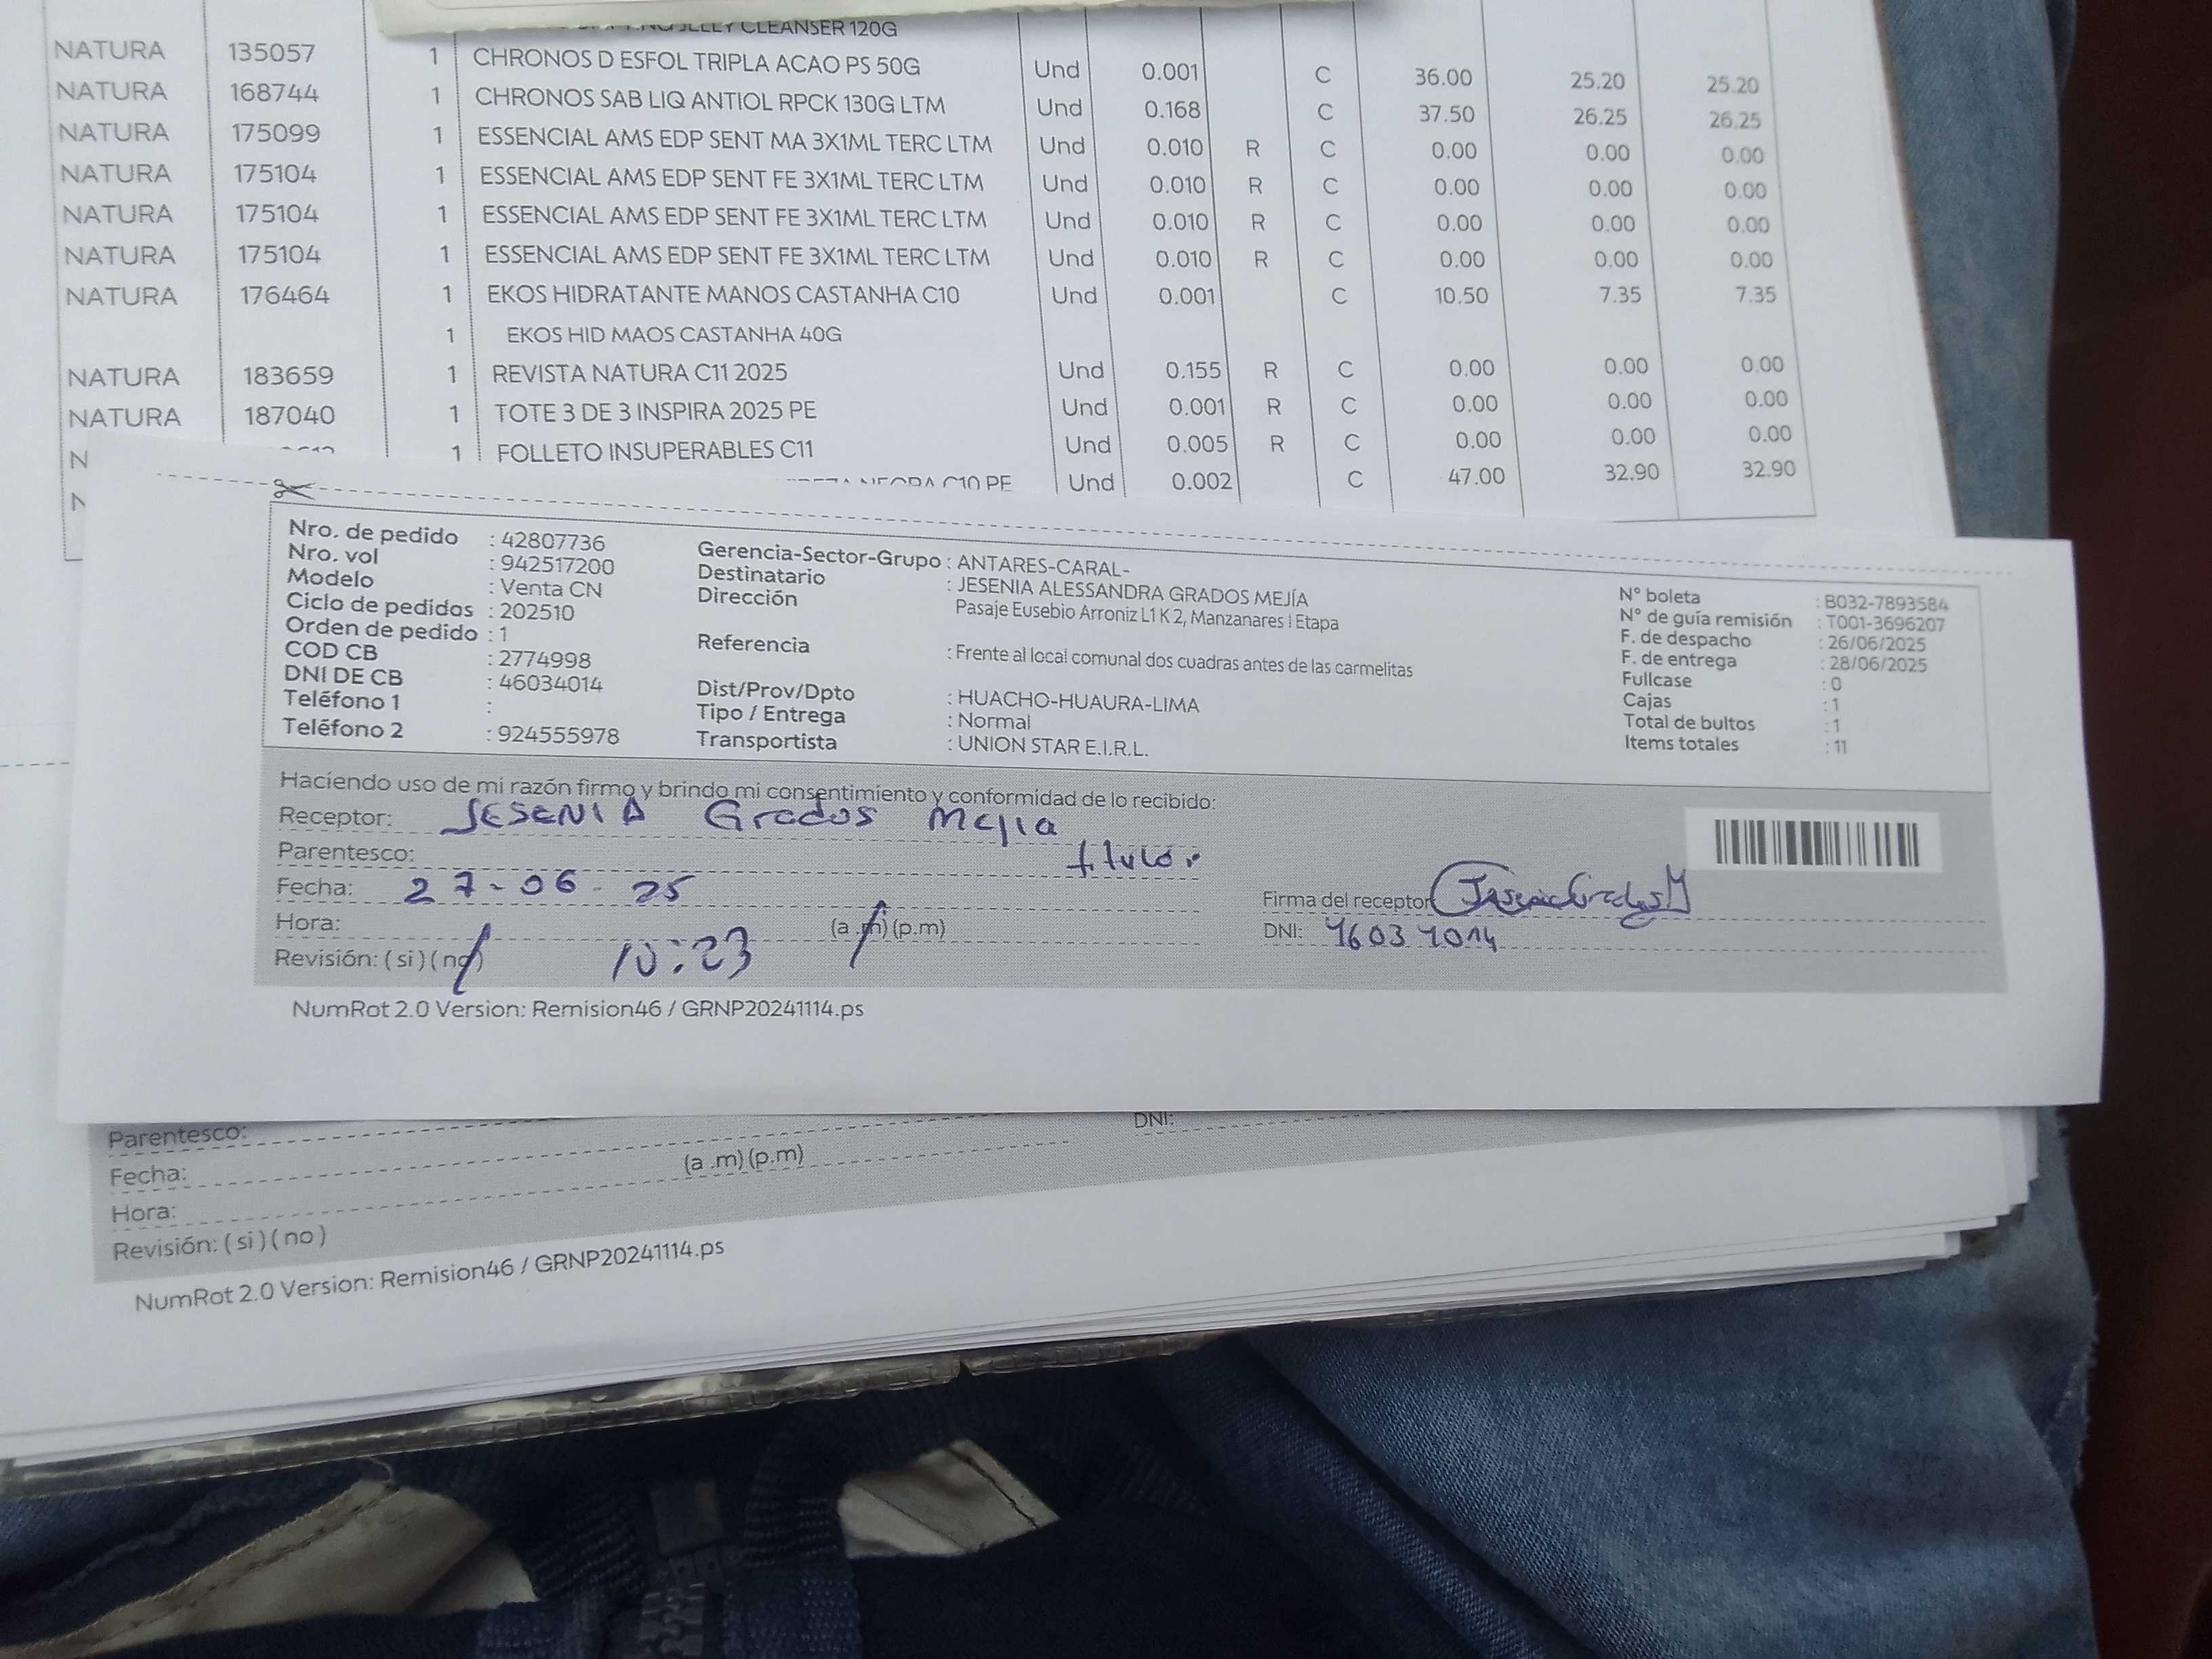 JELLY CLEANSER 120G
NATURA 135057 1 CHRONOS D ESFOL TRIPLA ACAO PS 50G Und 0.001 C 36.00 25.20 25.20
NATURA 168744 1 CHRONOS SAB LIQ ANTIOL RPCK 130G LTM Und 0.168 C 37.50 26.25 26.25
NATURA 175099 1 ESSENCIAL AMS EDP SENT MA 3X1ML TERC LTM Und 0.010 R C 0.00 0.00 0.00
NATURA 175104 1 ESSENCIAL AMS EDP SENT FE 3X1ML TERC LTM Und 0.010 R C 0.00 0.00 0.00
NATURA 175104 1 ESSENCIAL AMS EDP SENT FE 3X1ML TERC LTM Und 0.010 R C 0.00 0.00 0.00
NATURA 175104 1 ESSENCIAL AMS EDP SENT FE 3X1ML TERC LTM Und 0.010 R C 0.00 0.00 0.00
NATURA 176464 1 EKOS HIDRATANTE MANOS CASTANHA C10 Und 0.001 C 10.50 7.35 7.35
1 EKOS HID MAOS CASTANHA 40G
NATURA 183659 1 REVISTA NATURA C11 2025 Und 0.155 R C 0.00 0.00 0.00
NATURA 187040 1 TOTE 3 DE 3 INSPIRA 2025 PE Und 0.001 R C 0.00 0.00 0.00
N 1 FOLLETO INSUPERABLES C11 Und 0.005 R C 0.00 0.00 0.00
N NEGRA C10 PE Und 0.002 C 47.00 32.90 32.90
Nro. de pedido : 42807736
Nro. vol : 942517200
Modelo : Venta CN
Ciclo de pedidos : 202510
Orden de pedido : 1
COD CB : 2774998
DNI DE CB : 46034014
Teléfono 1 :
Teléfono 2 : 924555978
Gerencia-Sector-Grupo : ANTARES-CARAL-
Destinatario : JESENIA ALESSANDRA GRADOS MEJÍA
Dirección Pasaje Eusebio Arroniz L1 K 2, Manzanares I Etapa
Referencia : Frente al local comunal dos cuadras antes de las carmelitas
Dist/Prov/Dpto : HUACHO-HUAURA-LIMA
Tipo / Entrega : Normal
Transportista : UNION STAR E.I.R.L.
N° boleta : B032-7893584
N° de guía remisión : T001-3696207
F. de despacho : 26/06/2025
F. de entrega : 28/06/2025
Fullcase : 0
Cajas : 1
Total de bultos : 1
Items totales : 11
Haciendo uso de mi razón firmo y brindo mi consentimiento y conformidad de lo recibido:
Receptor: JESENIA Grados Mejia
Parentesco: titular
Fecha: 27-06-25
Hora: 10:23 (a .m) (p.m)
Revisión: ( si ) ( no )
Firma del receptor Jesenia Grados M
DNI: 46034014
NumRot 2.0 Version: Remision46 / GRNP20241114.ps
Parentesco: DNI:
Fecha:
Hora: (a .m) (p.m)
Revisión: ( si ) ( no )
NumRot 2.0 Version: Remision46 / GRNP20241114.ps